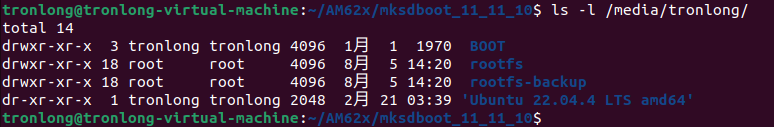 tronlong@tronlong-virtual-machine:~/AM62x/mksdboot_11_11_10$ ls -l /media/tronlong/
total 14
drwxr-xr-x  3 tronlong tronlong 4096  1月  1  1970  BOOT
drwxr-xr-x 18 root     root     4096  8月  5 14:20  rootfs
drwxr-xr-x 18 root     root     4096  8月  5 14:20  rootfs-backup
dr-xr-xr-x  1 tronlong tronlong 2048  2月 21 03:39 'Ubuntu 22.04.4 LTS amd64'
tronlong@tronlong-virtual-machine:~/AM62x/mksdboot_11_11_10$